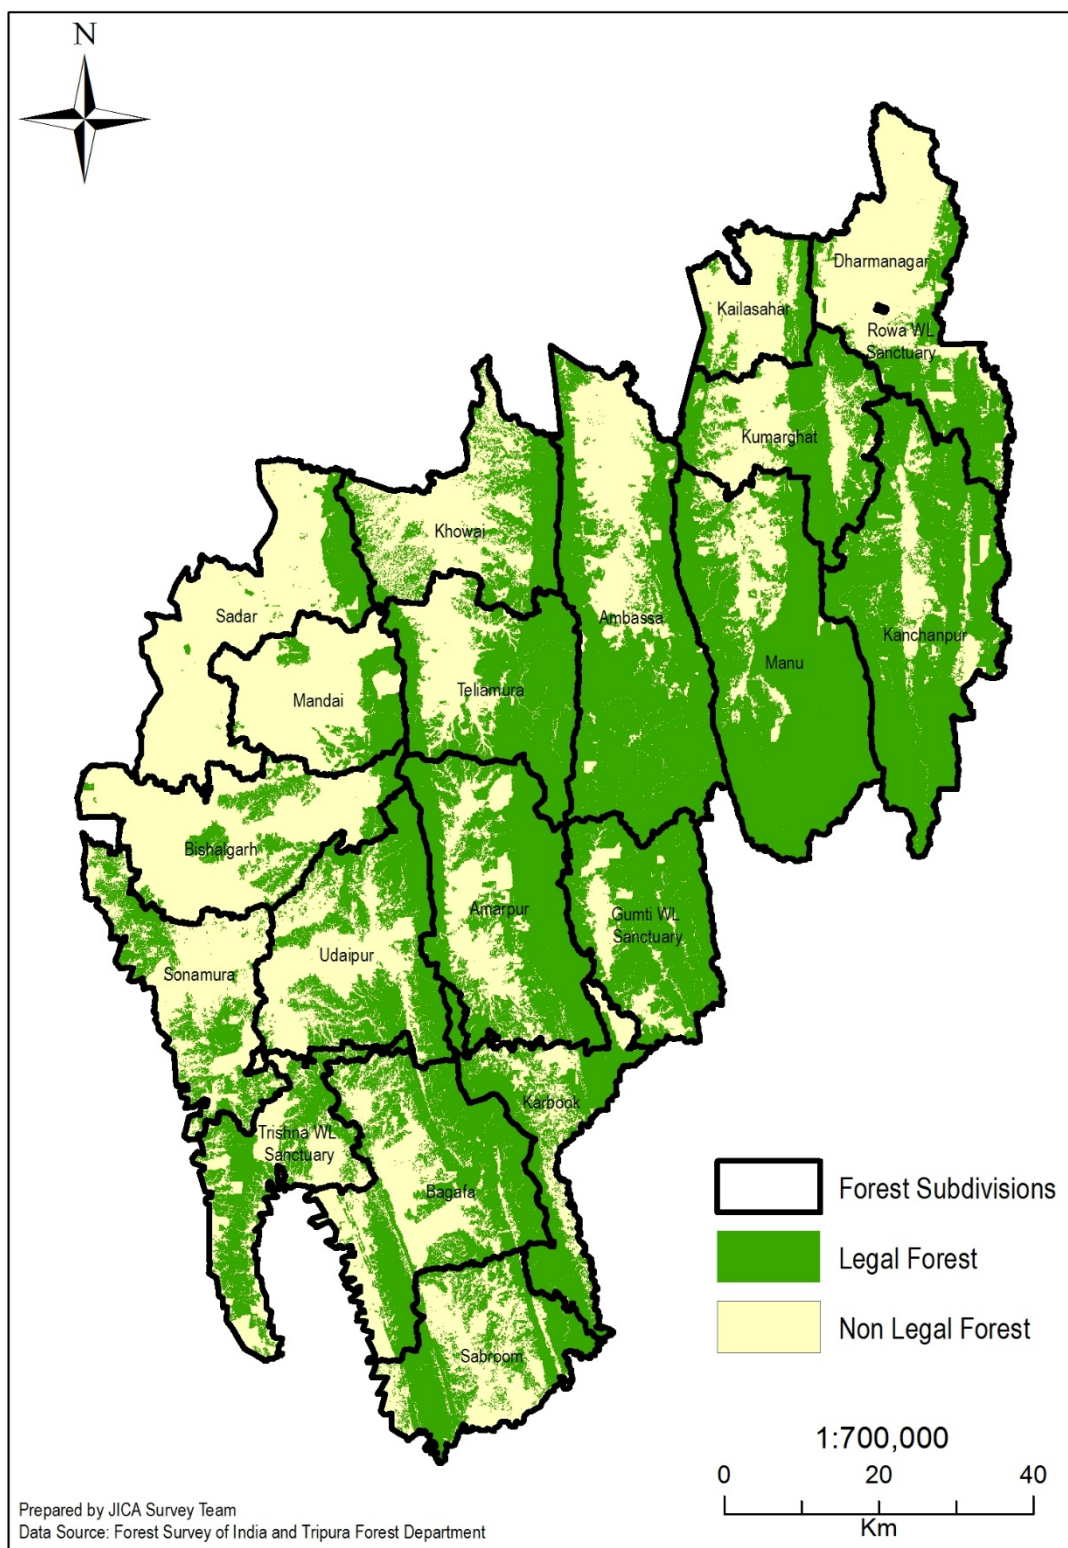 N
Dharmanagar
Kailasahar
Rowa WL
Sanctuary
Kumarghat
Khowai
Sadar
Ambassa
Kanchanpur
Manu
Teliamura
Mandai
Bishalgarh
Amarpur
Gumti WL
Sanctuary
Udaipur
Sonamura
Karbook
Trishna WL
Sanctuary
Bagafa
Sabroom
Forest Subdivisions
Legal Forest
Non Legal Forest
1:700,000
0 20 40
Km
Prepared by JICA Survey Team
Data Source: Forest Survey of India and Tripura Forest Department